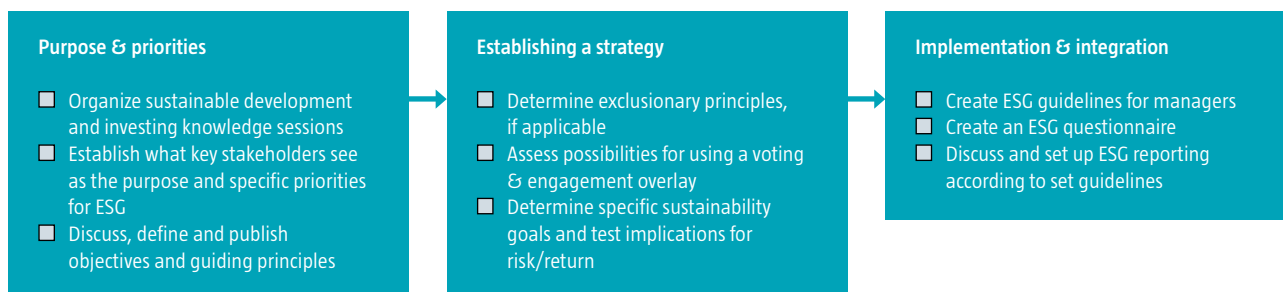 Purpose & priorities
Organize sustainable development
and investing knowledge sessions
Establish what key stakeholders see
as the purpose and specific priorities
for ESG
Discuss, define and publish
objectives and guiding principles
Establishing a strategy
Determine exclusionary principles,
if applicable
Assess possibilities for using a voting
& engagement overlay
Determine specific sustainability
goals and test implications for
risk/return
Implementation & integration
Create ESG guidelines for managers
Create an ESG questionnaire
Discuss and set up ESG reporting
according to set guidelines